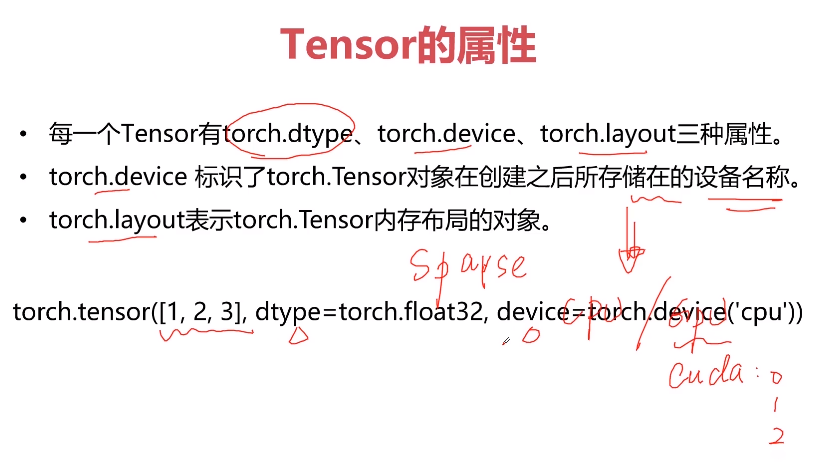 Tensor的属性
• 每一个Tensor有torch.dtype、torch.device、torch.layout三种属性。
• torch.device 标识了torch.Tensor对象在创建之后所存储在的设备名称。
• torch.layout表示torch.Tensor内存布局的对象。
Sparse
torch.tensor([1, 2, 3], dtype=torch.float32, device=torch.device('cpu'))
cpu / gpu
cuda : 0
1
2